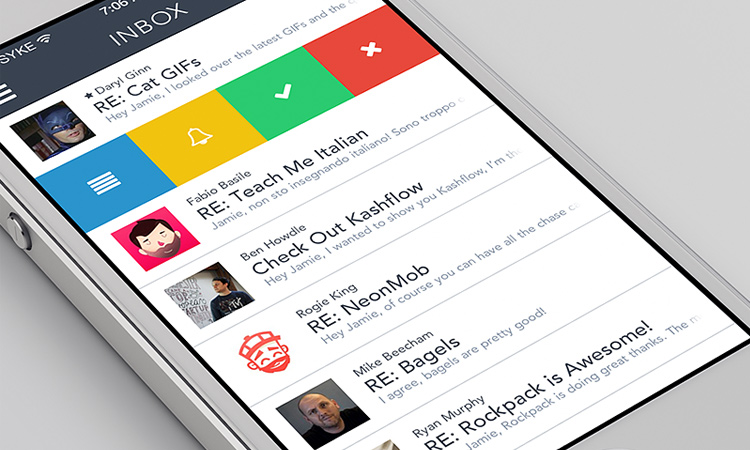 SYKE 7:06
INBOX
★ Daryl Ginn
RE: Cat GIFs
Hey Jamie, I looked over the latest GIFs and the
Fabio Basile
RE: Teach Me Italian
Jamie, non sto insegnando italiano! Sono troppo
Ben Howdle
Check Out Kashflow
Hey Jamie, I wanted to show you Kashflow, I'm the
Rogie King
RE: NeonMob
Hey Jamie, of course you can have all the chase
Mike Beecham
RE: Bagels
I agree, bagels are pretty good!
Ryan Murphy
RE: Rockpack is Awesome!
Jamie, Rockpack is doing great thanks. The